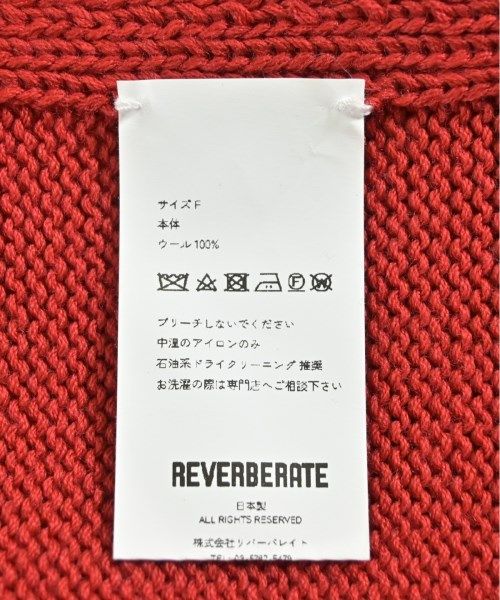 サイズ F
本体
ウール 100%
ブリーチしないでください
中温のアイロンのみ
石油系ドライクリーニング 推奨
お洗濯の際は専門店へご相談下さい
REVERBERATE
日本製
ALL RIGHTS RESERVED
株式会社リバーバレイト